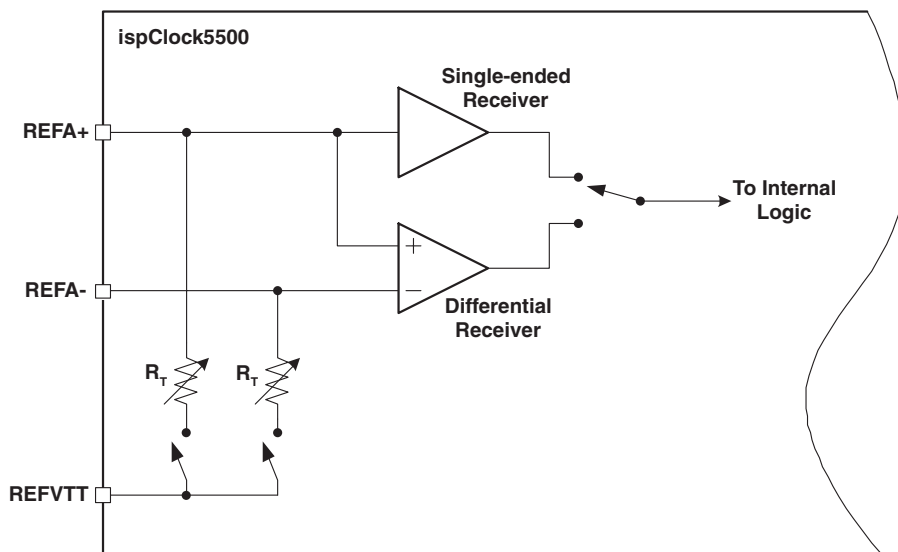 ispClock5500
Single-ended
Receiver
REFA+
To Internal
Logic
+
−
REFA-
Differential
Receiver
RT
RT
REFVTT